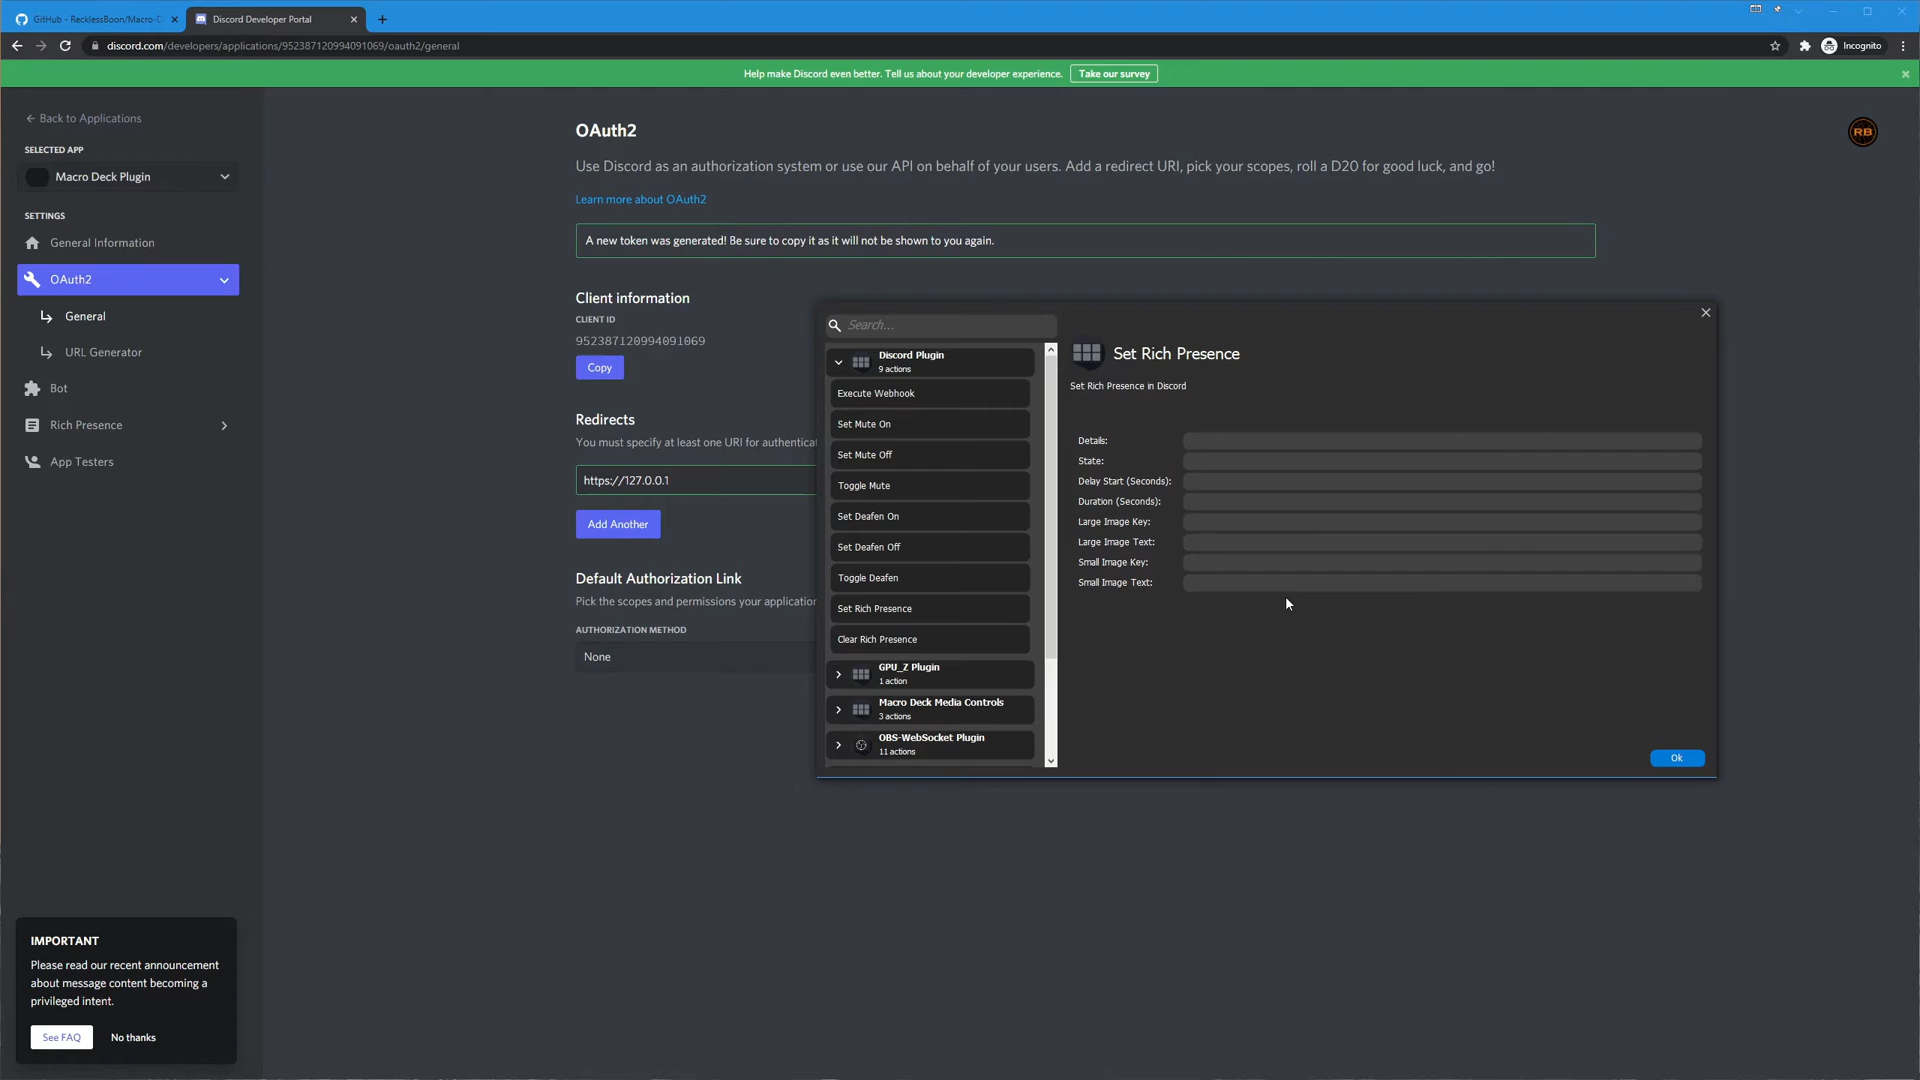 GitHub - RecklessBoon/Macro-D
Discord Developer Portal
discord.com/developers/applications/952387120994091069/oauth2/general
Incognito
Help make Discord even better. Tell us about your developer experience.
Take our survey
Back to Applications
SELECTED APP
Macro Deck Plugin
SETTINGS
General Information
OAuth2
General
URL Generator
Bot
Rich Presence
App Testers
IMPORTANT
Please read our recent announcement
about message content becoming a
privileged intent.
See FAQ
No thanks
OAuth2
Use Discord as an authorization system or use our API on behalf of your users. Add a redirect URI, pick your scopes, roll a D20 for good luck, and go!
RB
Learn more about OAuth2
A new token was generated! Be sure to copy it as it will not be shown to you again.
Client information
CLIENT ID
952387120994091069
Copy
Redirects
You must specify at least one URI for authenticat
https://127.0.0.1
Add Another
Default Authorization Link
Pick the scopes and permissions your application
AUTHORIZATION METHOD
None
Search...
Discord Plugin
9 actions
Execute Webhook
Set Mute On
Set Mute Off
Toggle Mute
Set Deafen On
Set Deafen Off
Toggle Deafen
Set Rich Presence
Clear Rich Presence
GPU_Z Plugin
1 action
Macro Deck Media Controls
3 actions
OBS-WebSocket Plugin
11 actions
Set Rich Presence
Set Rich Presence in Discord
Details:
State:
Delay Start (Seconds):
Duration (Seconds):
Large Image Key:
Large Image Text:
Small Image Key:
Small Image Text:
Ok